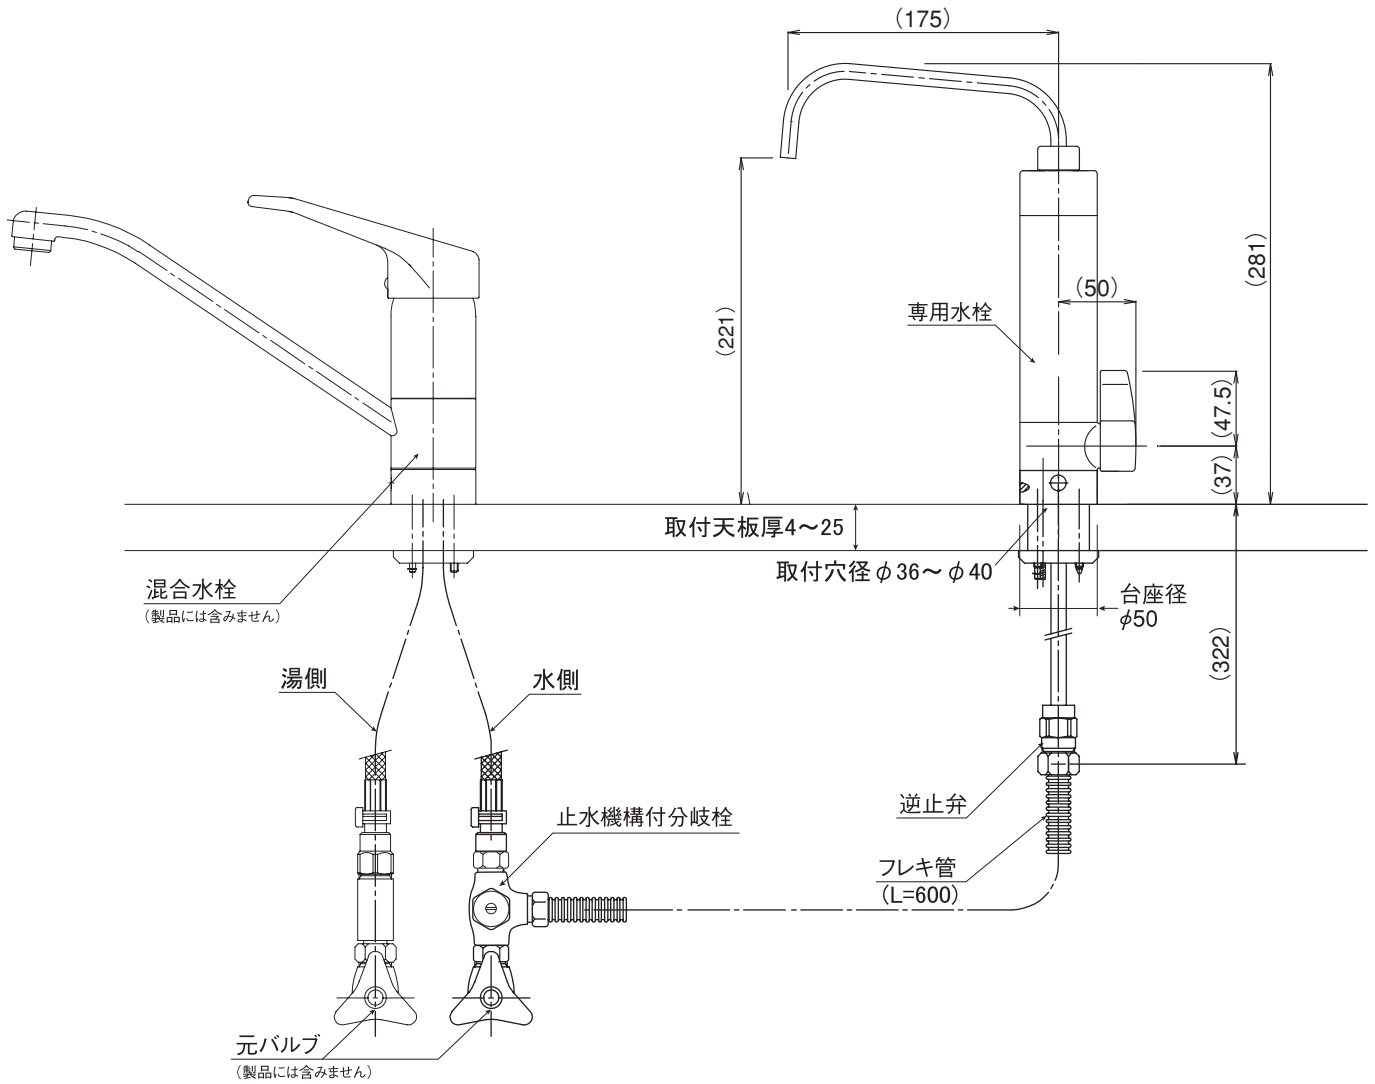 (175)
(281)
(50)
専用水栓
(221)
(47.5)
(37)
取付天板厚4～25
取付穴径φ36～φ40
混合水栓
(製品には含みません)
台座径
φ50
(322)
湯側
水側
逆止弁
止水機構付分岐栓
フレキ管
(L=600)
元バルブ
(製品には含みません)